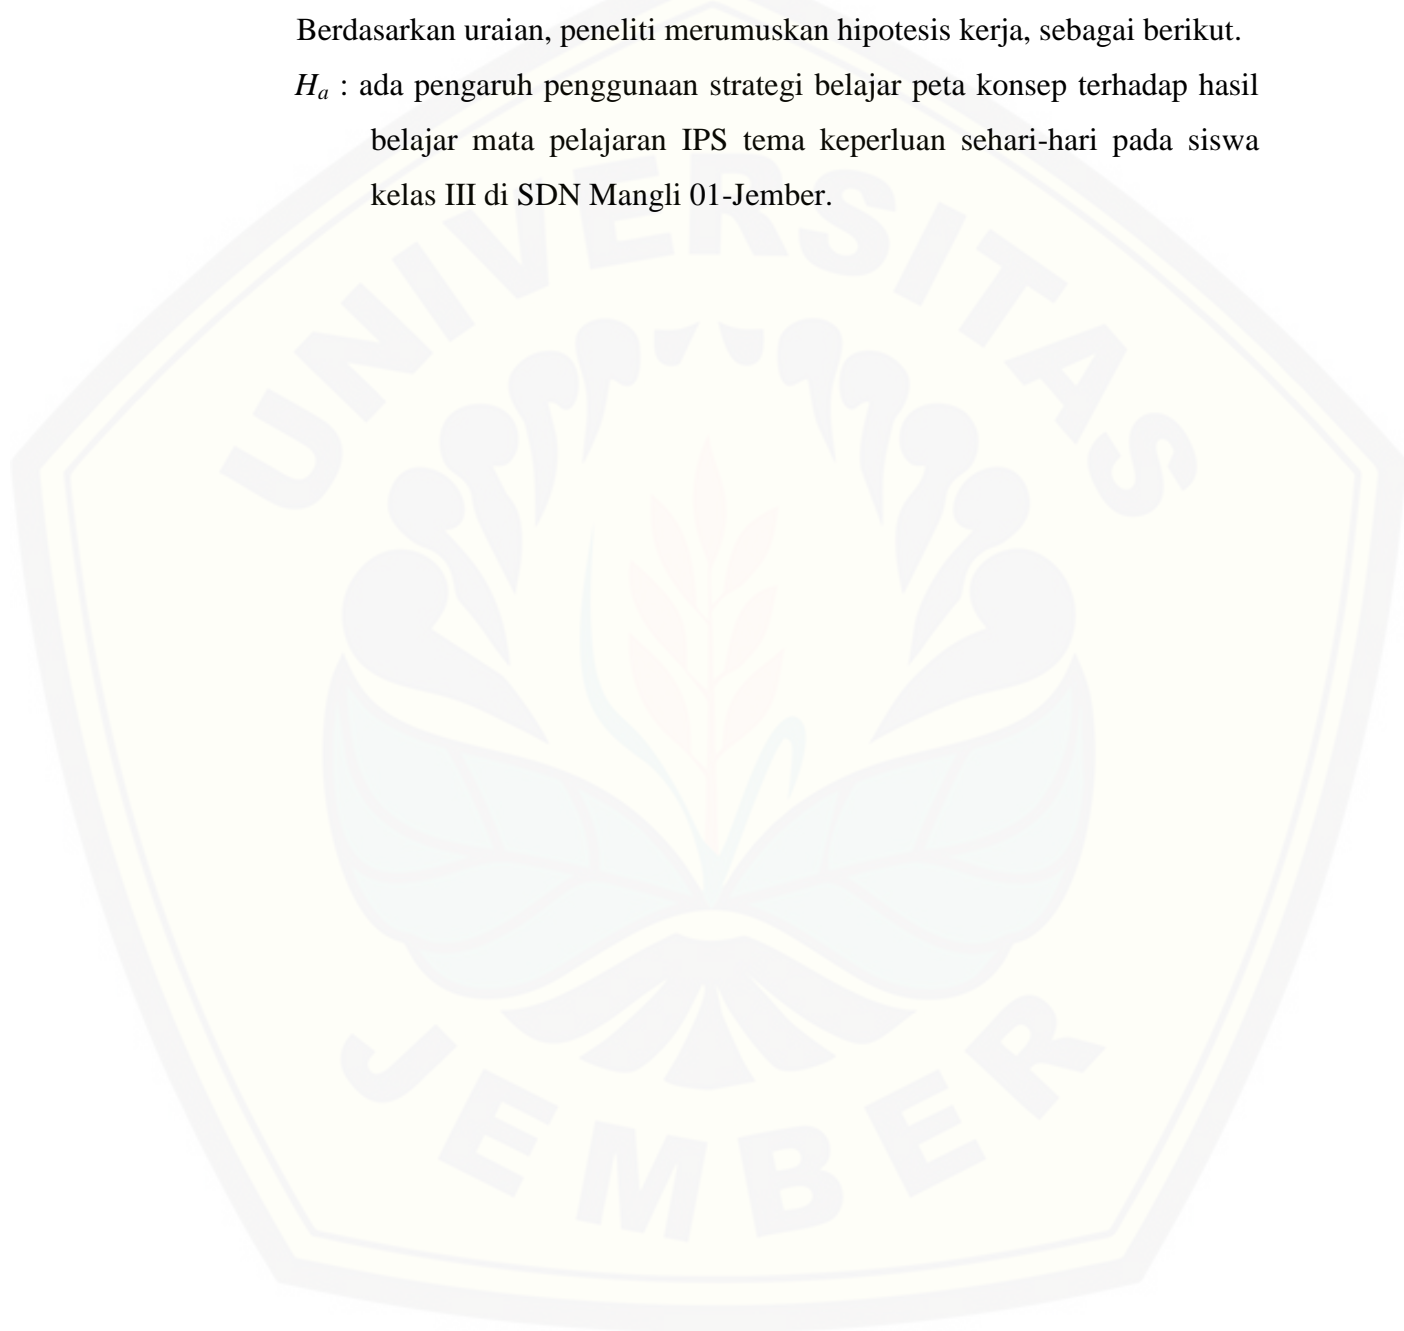 Berdasarkan uraian, peneliti merumuskan hipotesis kerja, sebagai berikut.
Ha : ada pengaruh penggunaan strategi belajar peta konsep terhadap hasil
belajar mata pelajaran IPS tema keperluan sehari-hari pada siswa
kelas III di SDN Mangli 01-Jember.
UNIVERSITAS
JEMBER